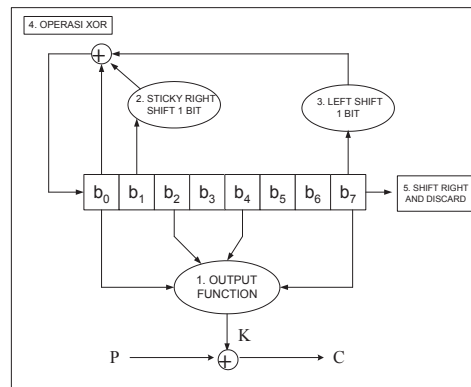 4. OPERASI XOR
2. STICKY RIGHT
SHIFT 1 BIT
3. LEFT SHIFT
1 BIT
b0 b1 b2 b3 b4 b5 b6 b7
5. SHIFT RIGHT
AND DISCARD
1. OUTPUT
FUNCTION
K
P C